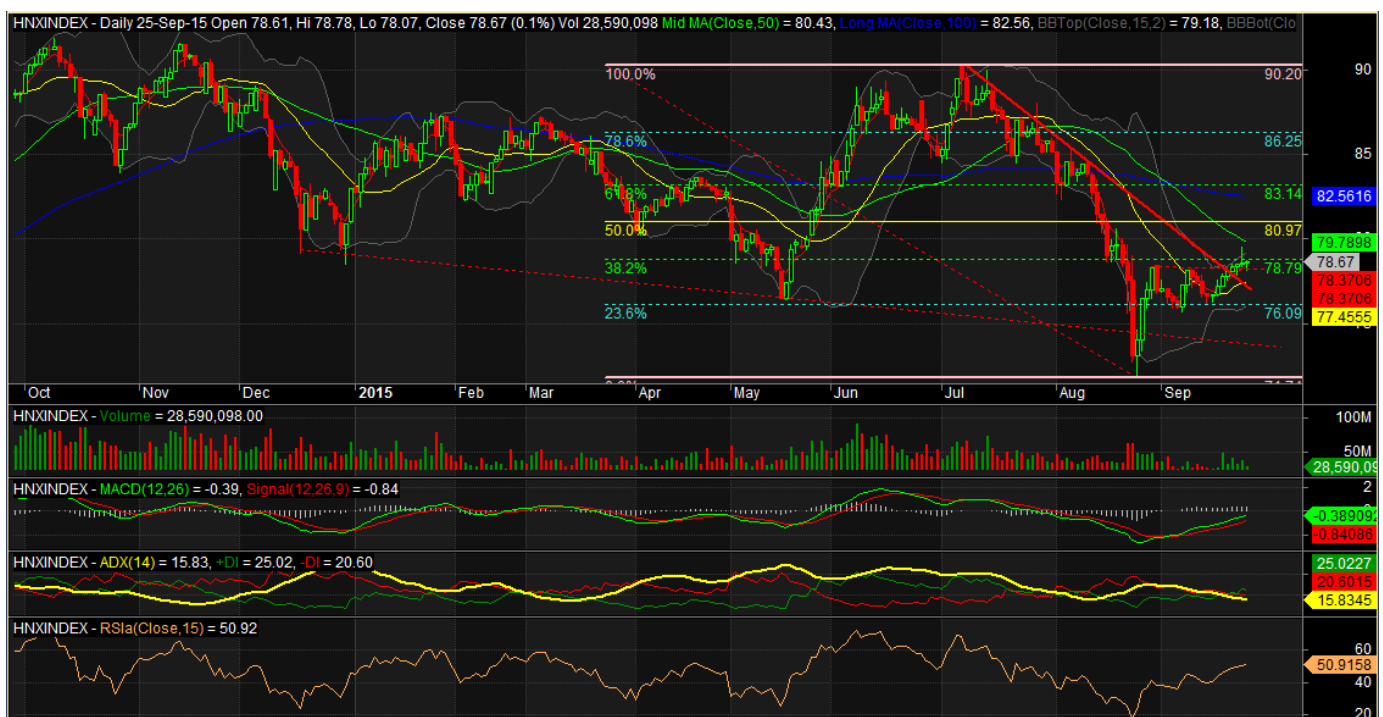 HNXINDEX - Daily 25-Sep-15 Open 78.61, Hi 78.78, Lo 78.07, Close 78.67 (0.1%) Vol 28,590,098 Mid MA(Close,50) = 80.43, Long MA(Close,100) = 82.56, BBTop(Close,15,2) = 79.18, BBBot(Clo
100.0% 90.20 90
78.6% 86.25
85
61.8% 83.14 82.5616
50.0% 80.97
79.7898
38.2% 78.79 78.67
78.3706
78.3706
23.6% 76.09 77.4555
Oct Nov Dec 2015 Feb Mar Apr May Jun Jul Aug Sep
HNXINDEX - Volume = 28,590,098.00
100M
50M
28,590,09
HNXINDEX - MACD(12,26) = -0.39, Signal(12,26,9) = -0.84
2
-0.389092
-0.84086
HNXINDEX - ADX(14) = 15.83, +DI = 25.02, -DI = 20.60
25.0227
20.6015
15.8345
HNXINDEX - RSIa(Close,15) = 50.92
60
50.9158
40
20